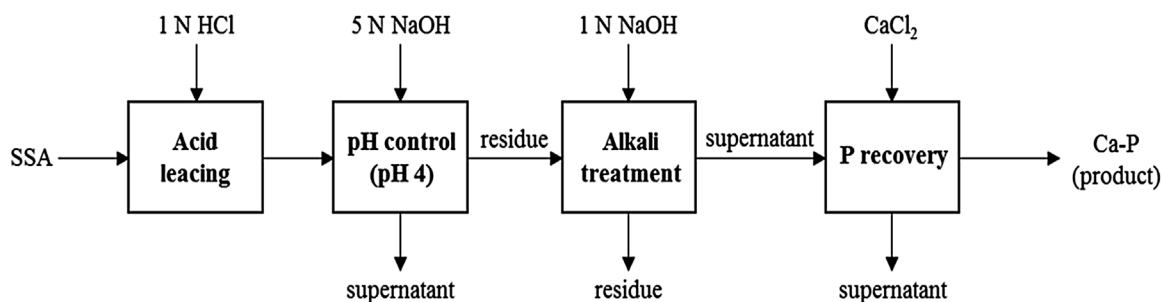 1 N HCl
5 N NaOH
1 N NaOH
CaCl₂
SSA
Acid
leacing
pH control
(pH 4)
residue
Alkali
treatment
supernatant
P recovery
Ca-P
(product)
supernatant
residue
supernatant